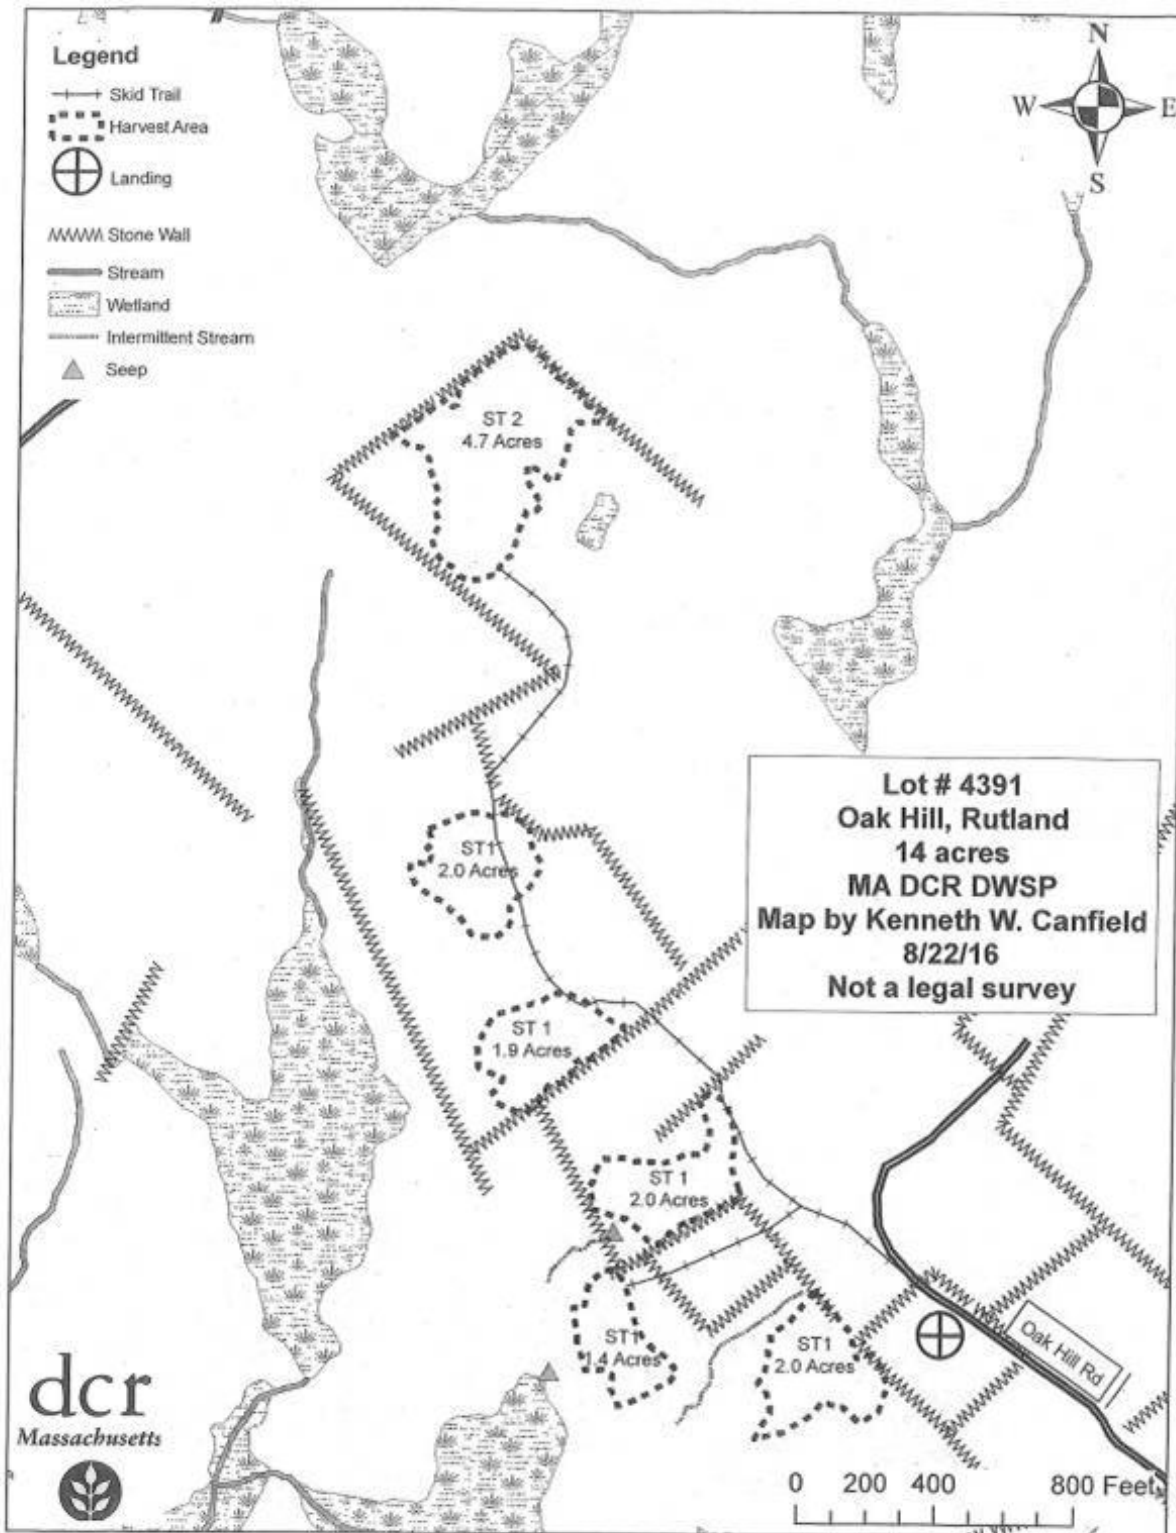 Legend
Skid Trail
Harvest Area
Landing
Stone Wall
Stream
Wetland
Intermittent Stream
Seep
N
W
E
S
ST 2
4.7 Acres
ST1
2.0 Acres
ST 1
1.9 Acres
ST 1
2.0 Acres
ST1
1.4 Acres
ST1
2.0 Acres
Lot # 4391
Oak Hill, Rutland
14 acres
MA DCR DWSP
Map by Kenneth W. Canfield
8/22/16
Not a legal survey
Oak Hill Rd
dcr
Massachusetts
0 200 400 800 Feet